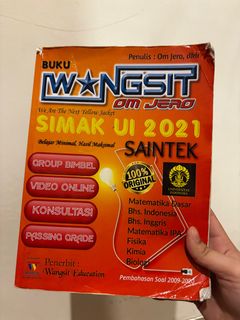 BUKU
Penulis : Om Jero, dkk
WANGSIT
OM JERO
We Are The Next Yellow Jacket
SIMAK UI 2021
Belajar Minimal, Hasil Maksimal
SAINTEK
GROUP BIMBEL
100%
ORIGINAL
VIDEO ONLINE
UNIVERSITAS
INDONESIA
KONSULTASI
Matematika Dasar
Bhs. Indonesia
Bhs. Inggris
Matematika IPA
Fisika
Kimia
Biologi
PASSING GRADE
Penerbit :
Wangsit Education
Pembahasan Soal 2009-2020